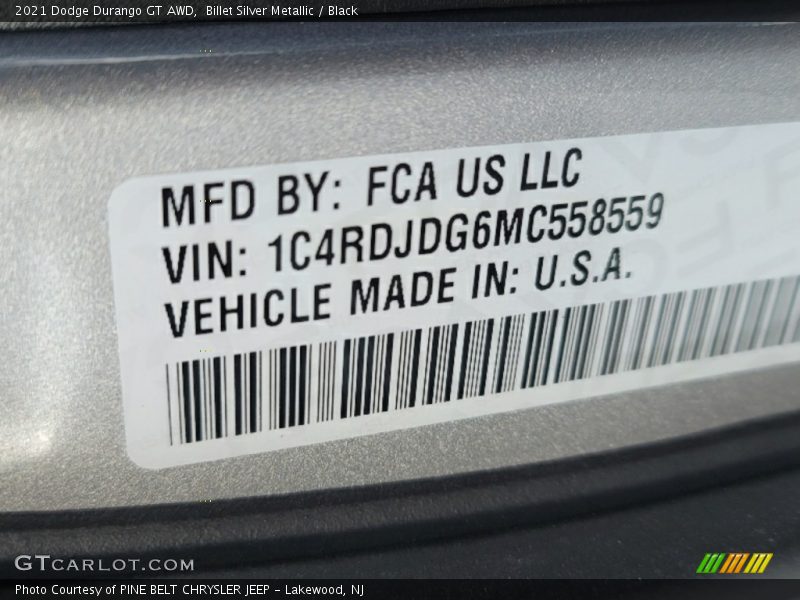 2021 Dodge Durango GT AWD,  Billet Silver Metallic / Black
MFD BY: FCA US LLC
VIN: 1C4RDJDG6MC558559
VEHICLE MADE IN: U.S.A.
GTCARLOT.COM
Photo Courtesy of PINE BELT CHRYSLER JEEP - Lakewood, NJ